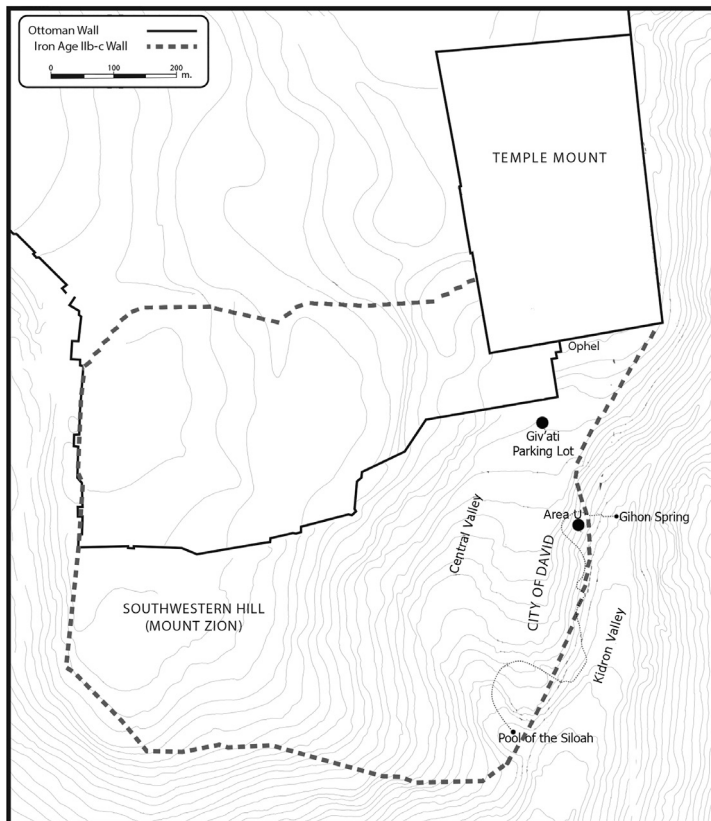 Ottoman Wall
Iron Age IIb-c Wall
0 100 200 m.
TEMPLE MOUNT
Ophel
Giv'ati
Parking Lot
Area U
Gihon Spring
Central Valley
CITY OF DAVID
SOUTHWESTERN HILL
(MOUNT ZION)
Kidron Valley
Pool of the Siloah